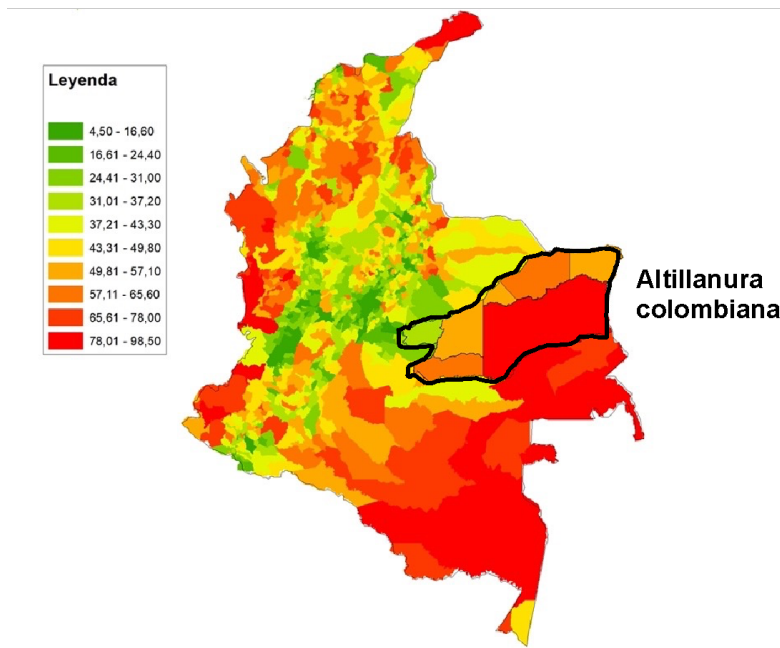 Leyenda
4,50 - 16,60
16,61 - 24,40
24,41 - 31,00
31,01 - 37,20
37,21 - 43,30
43,31 - 49,80
49,81 - 57,10
57,11 - 65,60
65,61 - 78,00
78,01 - 98,50
Altillanura
colombiana